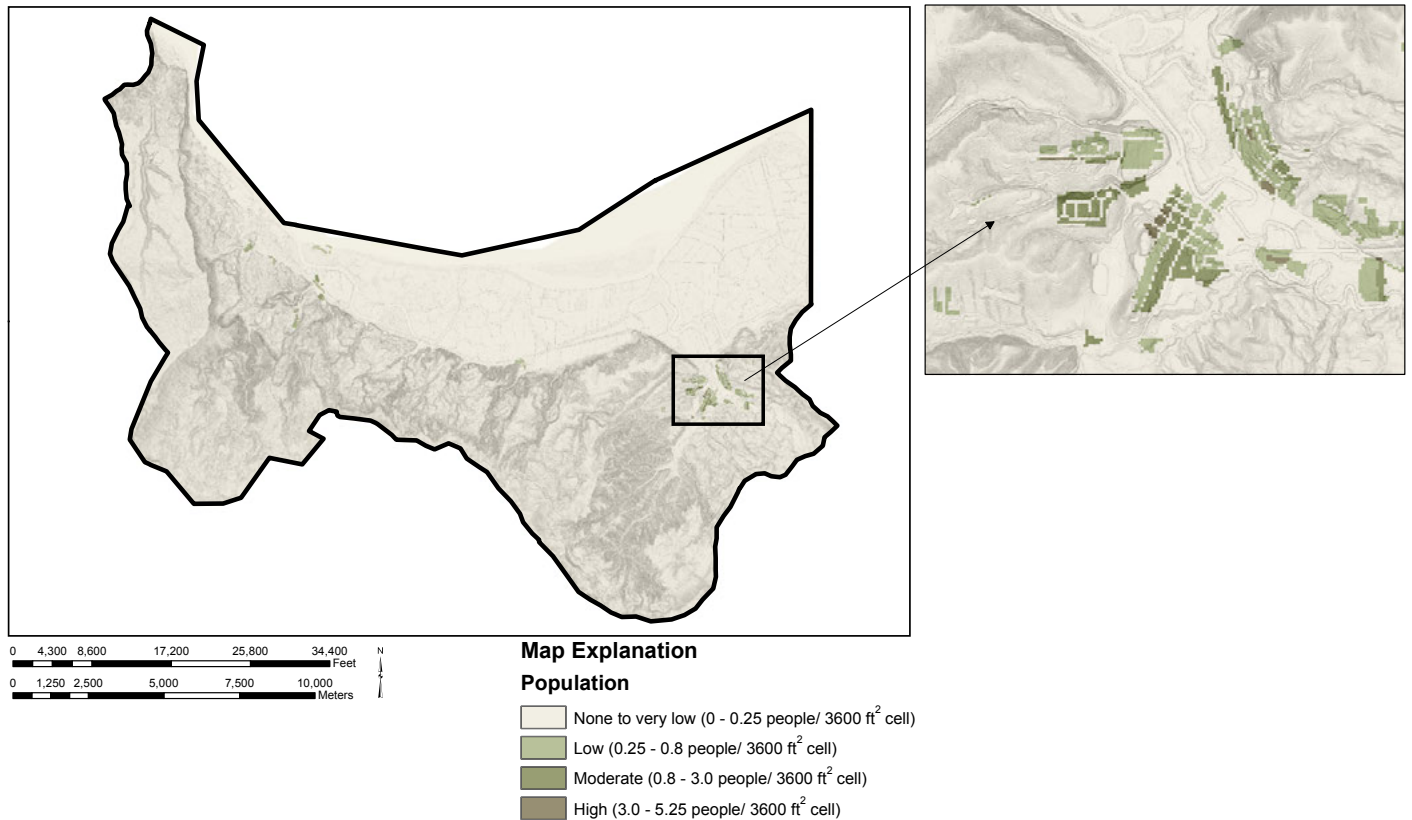 0 4,300 8,600 17,200 25,800 34,400
Feet
0 1,250 2,500 5,000 7,500 10,000
Meters
N
Map Explanation
Population
None to very low (0 - 0.25 people/ 3600 ft² cell)
Low (0.25 - 0.8 people/ 3600 ft² cell)
Moderate (0.8 - 3.0 people/ 3600 ft² cell)
High (3.0 - 5.25 people/ 3600 ft² cell)